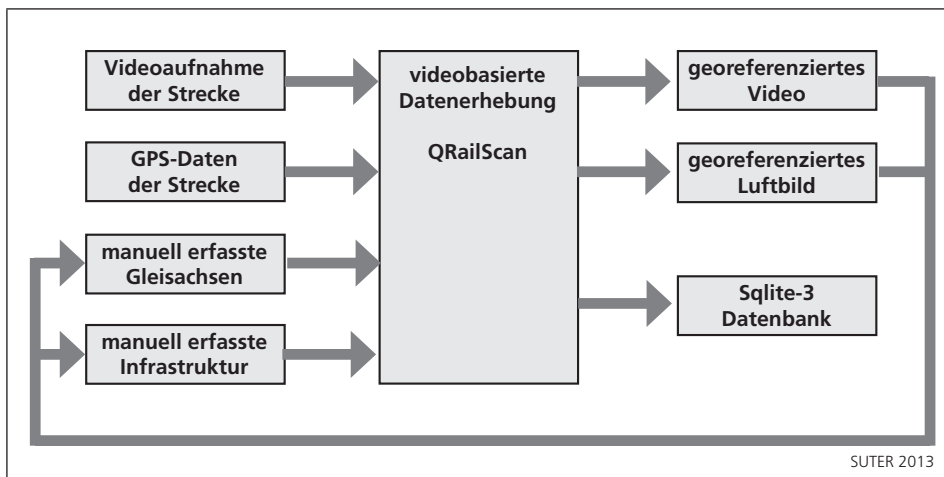 Videoaufnahme
der Strecke
GPS-Daten
der Strecke
manuell erfasste
Gleisachsen
manuell erfasste
Infrastruktur
videobasierte
Datenerhebung
QRailScan
georeferenziertes
Video
georeferenziertes
Luftbild
Sqlite-3
Datenbank
SUTER 2013